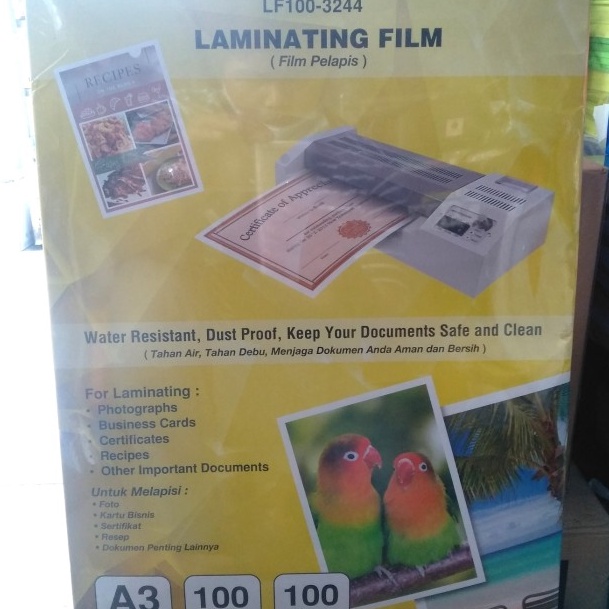 LF100-3244
LAMINATING FILM
( Film Pelapis )
RECIPES
Certificate of Appreci
Water Resistant, Dust Proof, Keep Your Documents Safe and Clean
( Tahan Air, Tahan Debu, Menjaga Dokumen Anda Aman dan Bersih )
For Laminating :
• Photographs
• Business Cards
• Certificates
• Recipes
• Other Important Documents
Untuk Melapisi :
• Foto
• Kartu Bisnis
• Sertifikat
• Resep
• Dokumen Penting Lainnya
A3 100 100